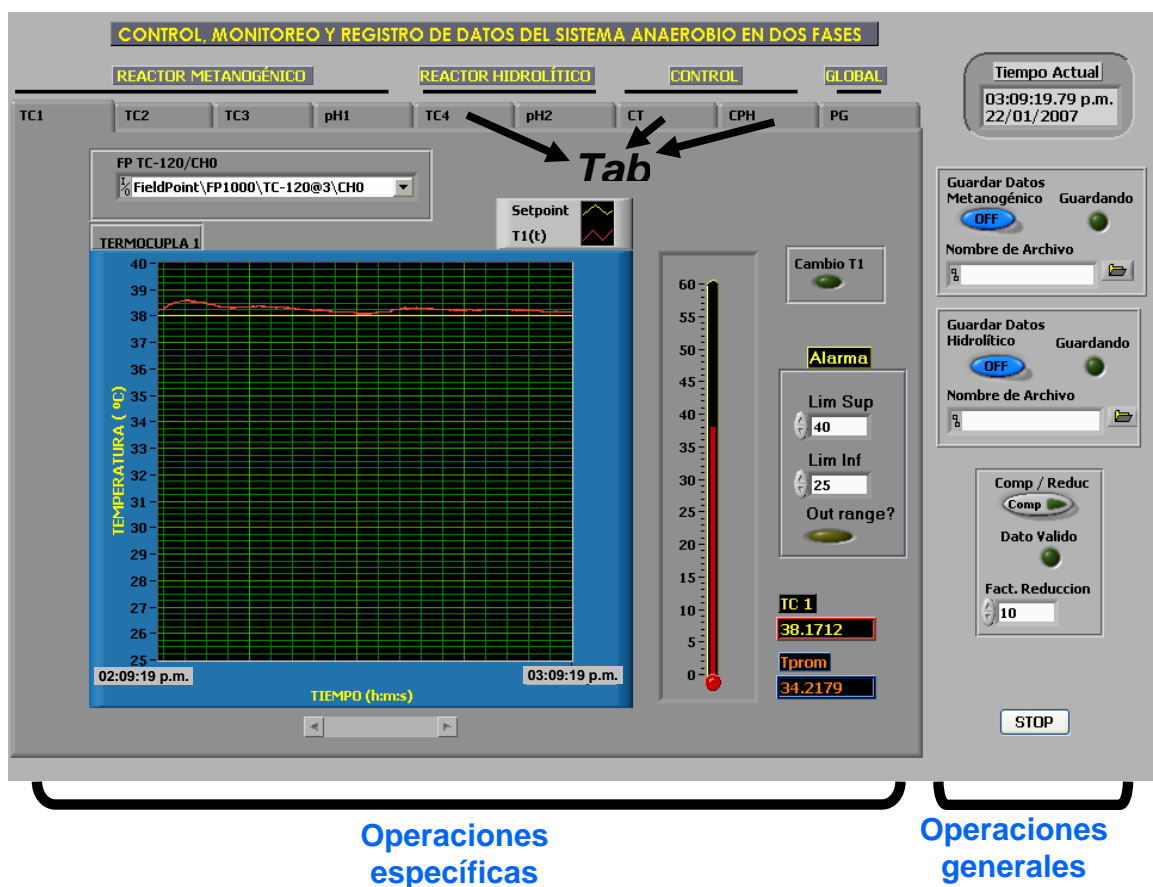 CONTROL, MONITOREO Y REGISTRO DE DATOS DEL SISTEMA ANAEROBIO EN DOS FASES
REACTOR METANOGÉNICO
REACTOR HIDROLÍTICO
CONTROL
GLOBAL
TC1
TC2
TC3
pH1
TC4
pH2
CT
CPH
PG
Tab
FP TC-120/CH0
I/O FieldPoint\FP1000\TC-120@3\CH0
Setpoint
T1(t)
TERMOCUPLA 1
40
39
38
37
36
35
34
33
32
31
30
29
28
27
26
25
TEMPERATURA ( ºC)
02:09:19 p.m.
03:09:19 p.m.
TIEMPO (h:m:s)
60
55
50
45
40
35
30
25
20
15
10
5
0
Cambio T1
Alarma
Lim Sup
40
Lim Inf
25
Out range?
TC 1
38.1712
Tprom
34.2179
Tiempo Actual
03:09:19.79 p.m.
22/01/2007
Guardar Datos
Metanogénico
Guardando
OFF
Nombre de Archivo
Guardar Datos
Hidrolítico
Guardando
OFF
Nombre de Archivo
Comp / Reduc
Comp
Dato Valido
Fact. Reduccion
10
STOP
Operaciones
específicas
Operaciones
generales